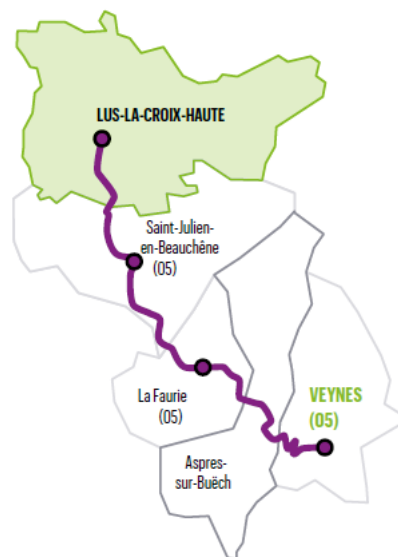 LUS-LA-CROIX-HAUTE
Saint-Julien-
en-Beauchêne
(05)
La Faurie
(05)
VEYNES
(05)
Aspres-
sur-Buëch